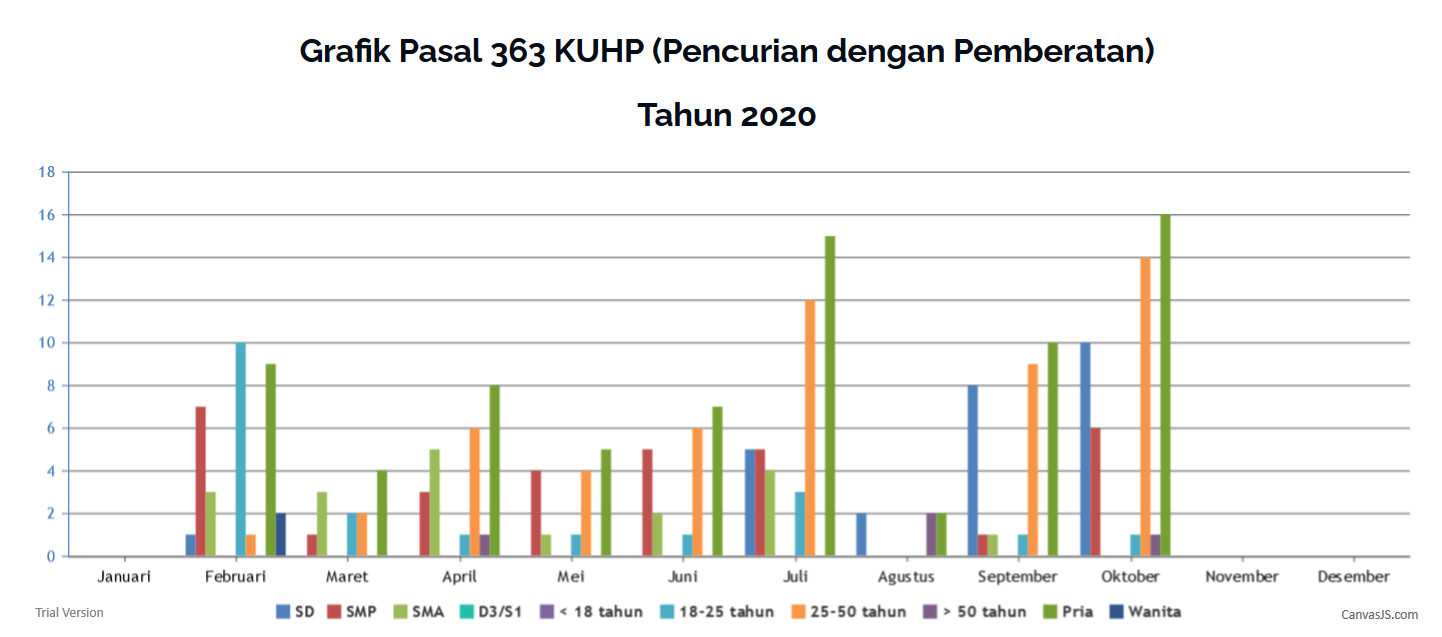 Grafik Pasal 363 KUHP (Pencurian dengan Pemberatan)
Tahun 2020
18
16
14
12
10
8
6
4
2
0
Januari Februari Maret April Mei Juni Juli Agustus September Oktober November Desember
SD SMP SMA D3/S1 < 18 tahun 18-25 tahun 25-50 tahun > 50 tahun Pria Wanita
Trial Version CanvasJS.com